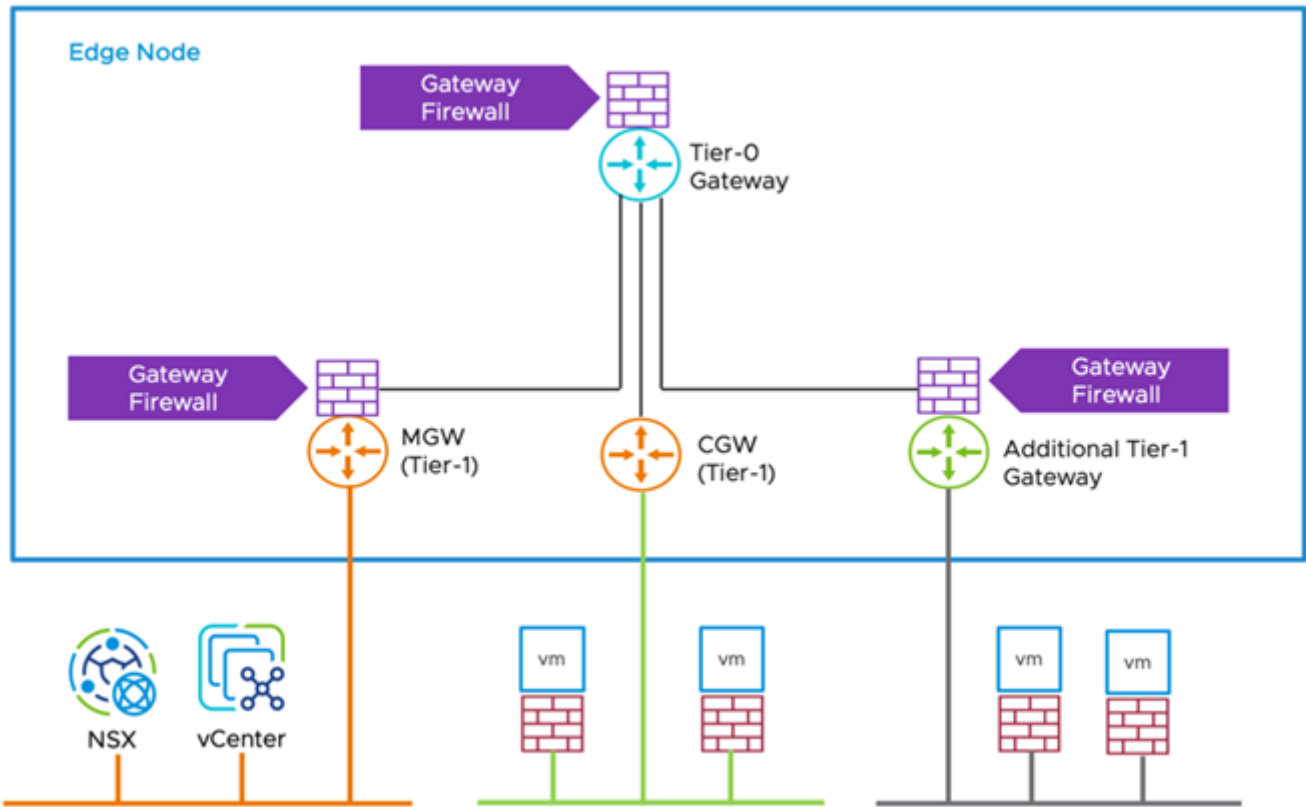 Edge Node
Gateway
Firewall
Tier-0
Gateway
Gateway
Firewall
MGW
(Tier-1)
CGW
(Tier-1)
Gateway
Firewall
Additional Tier-1
Gateway
NSX
vCenter
vm
vm
vm
vm